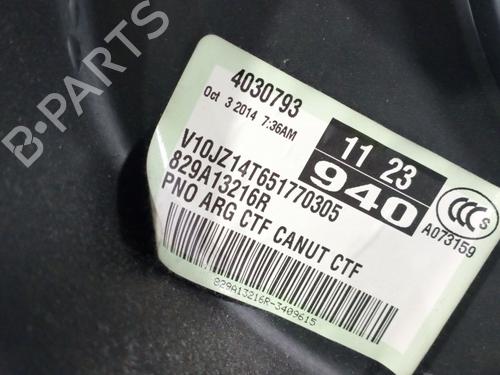 B-PARTS
4030793
Oct 3 2014 7:36AM
11 23
940
V10JZ14T651770305
829A13216R
PNO ARG CTF CANUT CTF
CCC S
A073159
829A13216R-3409615